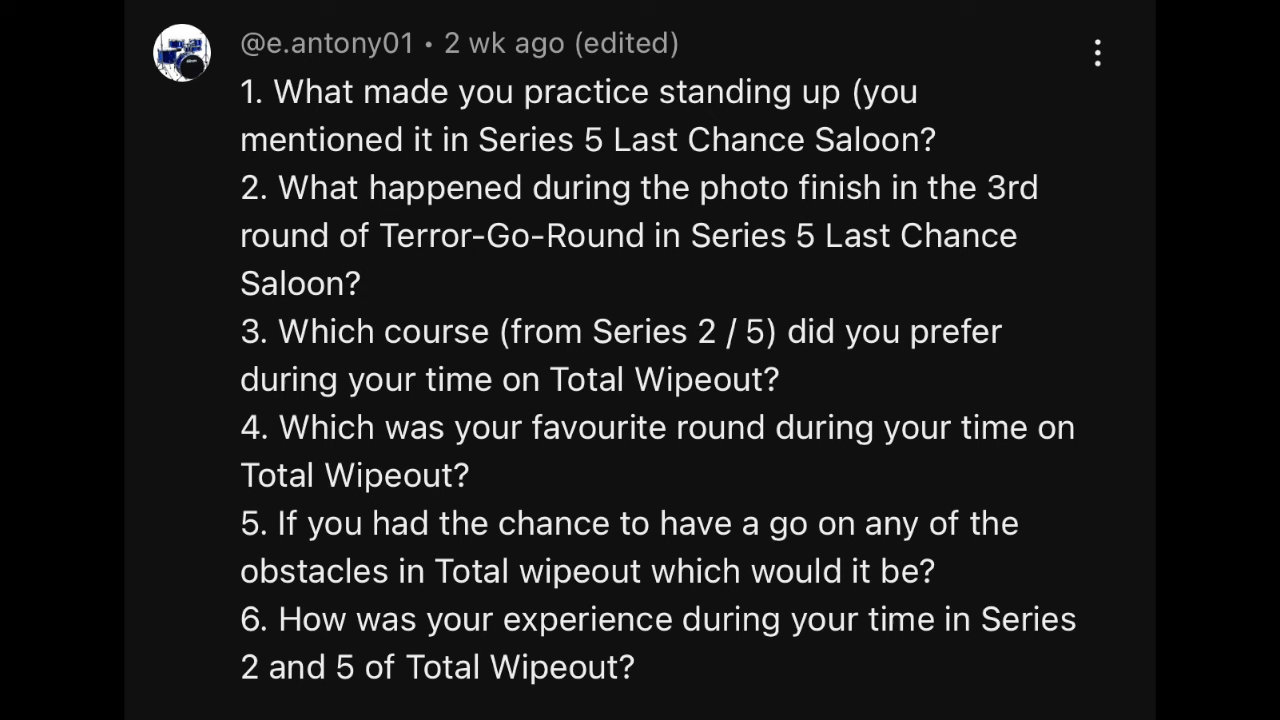 @e.antony01 • 2 wk ago (edited)
1. What made you practice standing up (you
mentioned it in Series 5 Last Chance Saloon?
2. What happened during the photo finish in the 3rd
round of Terror-Go-Round in Series 5 Last Chance
Saloon?
3. Which course (from Series 2 / 5) did you prefer
during your time on Total Wipeout?
4. Which was your favourite round during your time on
Total Wipeout?
5. If you had the chance to have a go on any of the
obstacles in Total wipeout which would it be?
6. How was your experience during your time in Series
2 and 5 of Total Wipeout?